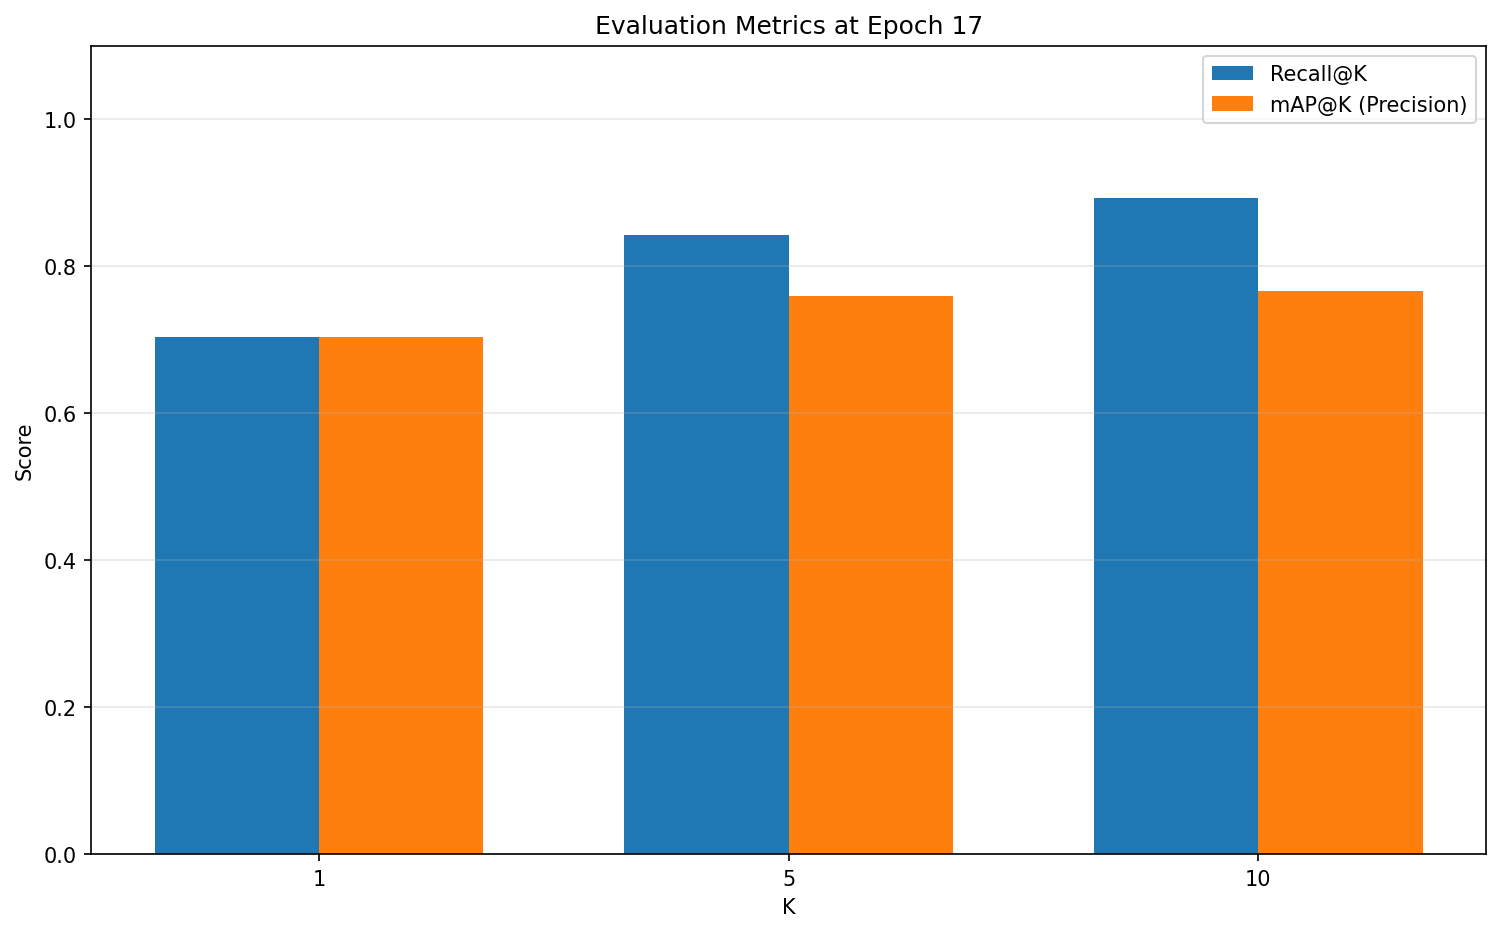 Evaluation Metrics at Epoch 17
Recall@K
mAP@K (Precision)
1.0
0.8
0.6
0.4
0.2
0.0
Score
1 5 10
K